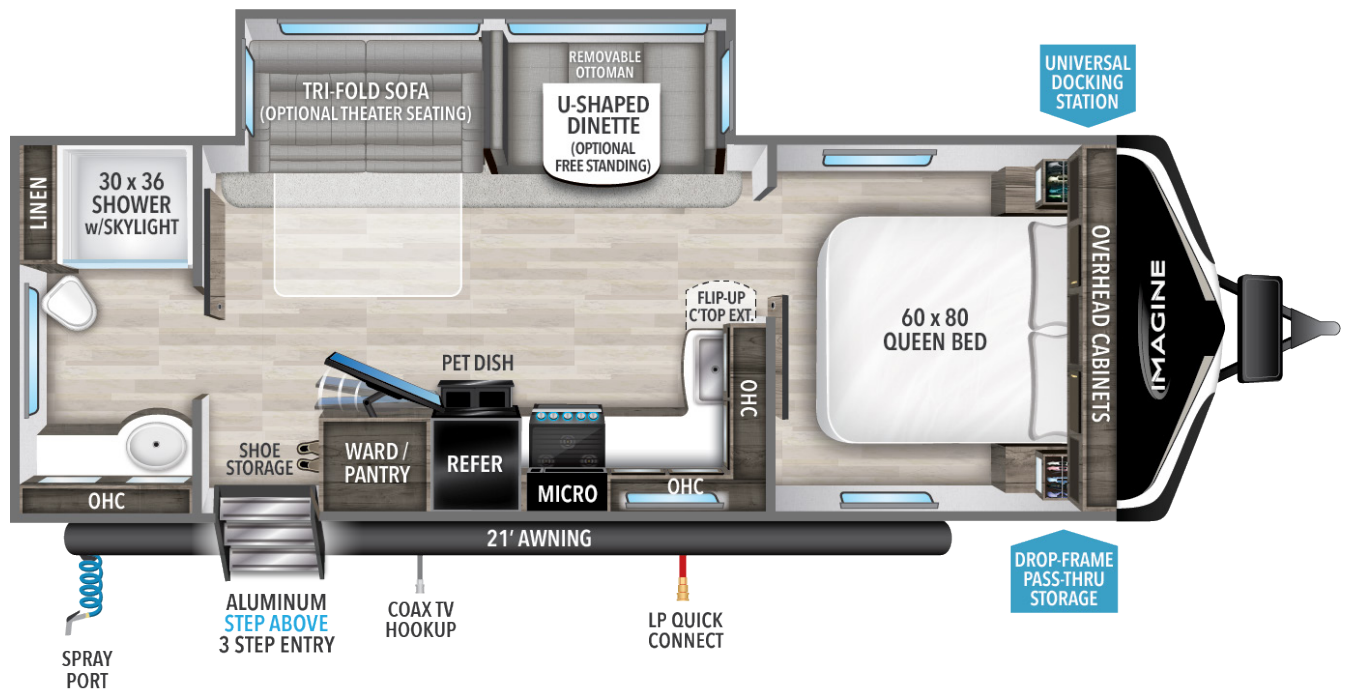 REMOVABLE
OTTOMAN
TRI-FOLD SOFA
(OPTIONAL THEATER SEATING)
U-SHAPED
DINETTE
(OPTIONAL
FREE STANDING)
UNIVERSAL
DOCKING
STATION
LINEN
30 x 36
SHOWER
w/SKYLIGHT
OVERHEAD CABINETS
IMAGINE
FLIP-UP
C'TOP EXT.
60 x 80
QUEEN BED
PET DISH
OHC
SHOE
STORAGE
WARD /
PANTRY
REFER
MICRO
OHC
OHC
21' AWNING
DROP-FRAME
PASS-THRU
STORAGE
ALUMINUM
STEP ABOVE
3 STEP ENTRY
COAX TV
HOOKUP
LP QUICK
CONNECT
SPRAY
PORT